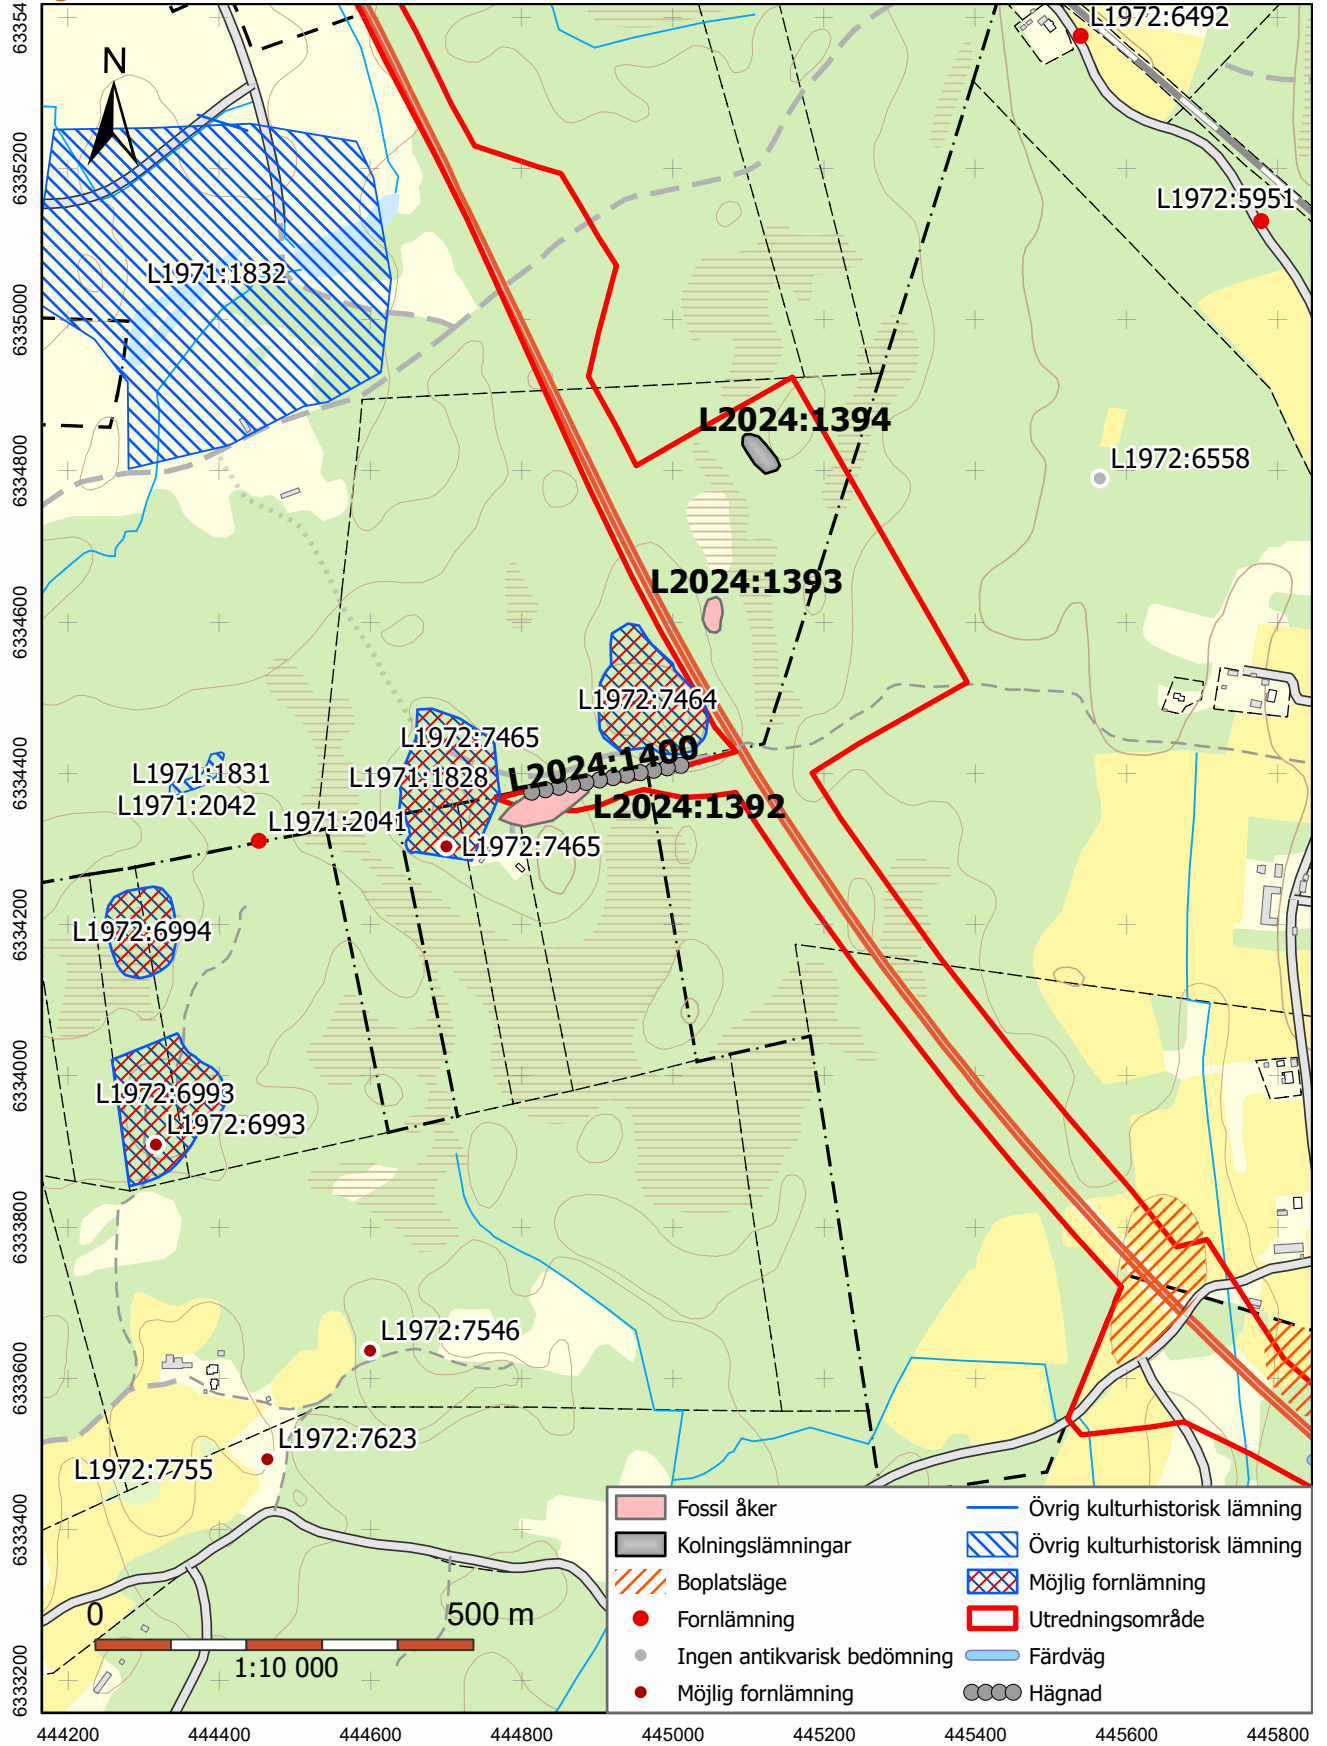 L1972:6492
N
L1972:5951
L1971:1832
L2024:1394
L1972:6558
L2024:1393
L1972:7464
L1972:7465
L2024:1400
L1971:1831
L1971:1828
L1971:2042
L1971:2041
L2024:1392
L1972:7465
L1972:6994
L1972:6993
L1972:6993
L1972:7546
L1972:7623
L1972:7755
0 500 m
1:10 000
Fossil åker
Kolningslämningar
Boplatsläge
Fornlämning
Ingen antikvarisk bedömning
Möjlig fornlämning
Övrig kulturhistorisk lämning
Övrig kulturhistorisk lämning
Möjlig fornlämning
Utredningsområde
Färdväg
Hägnad
63354
6335200
6335000
6334800
6334600
6334400
6334200
6334000
6333800
6333600
6333400
6333200
444200 444400 444600 444800 445000 445200 445400 445600 445800